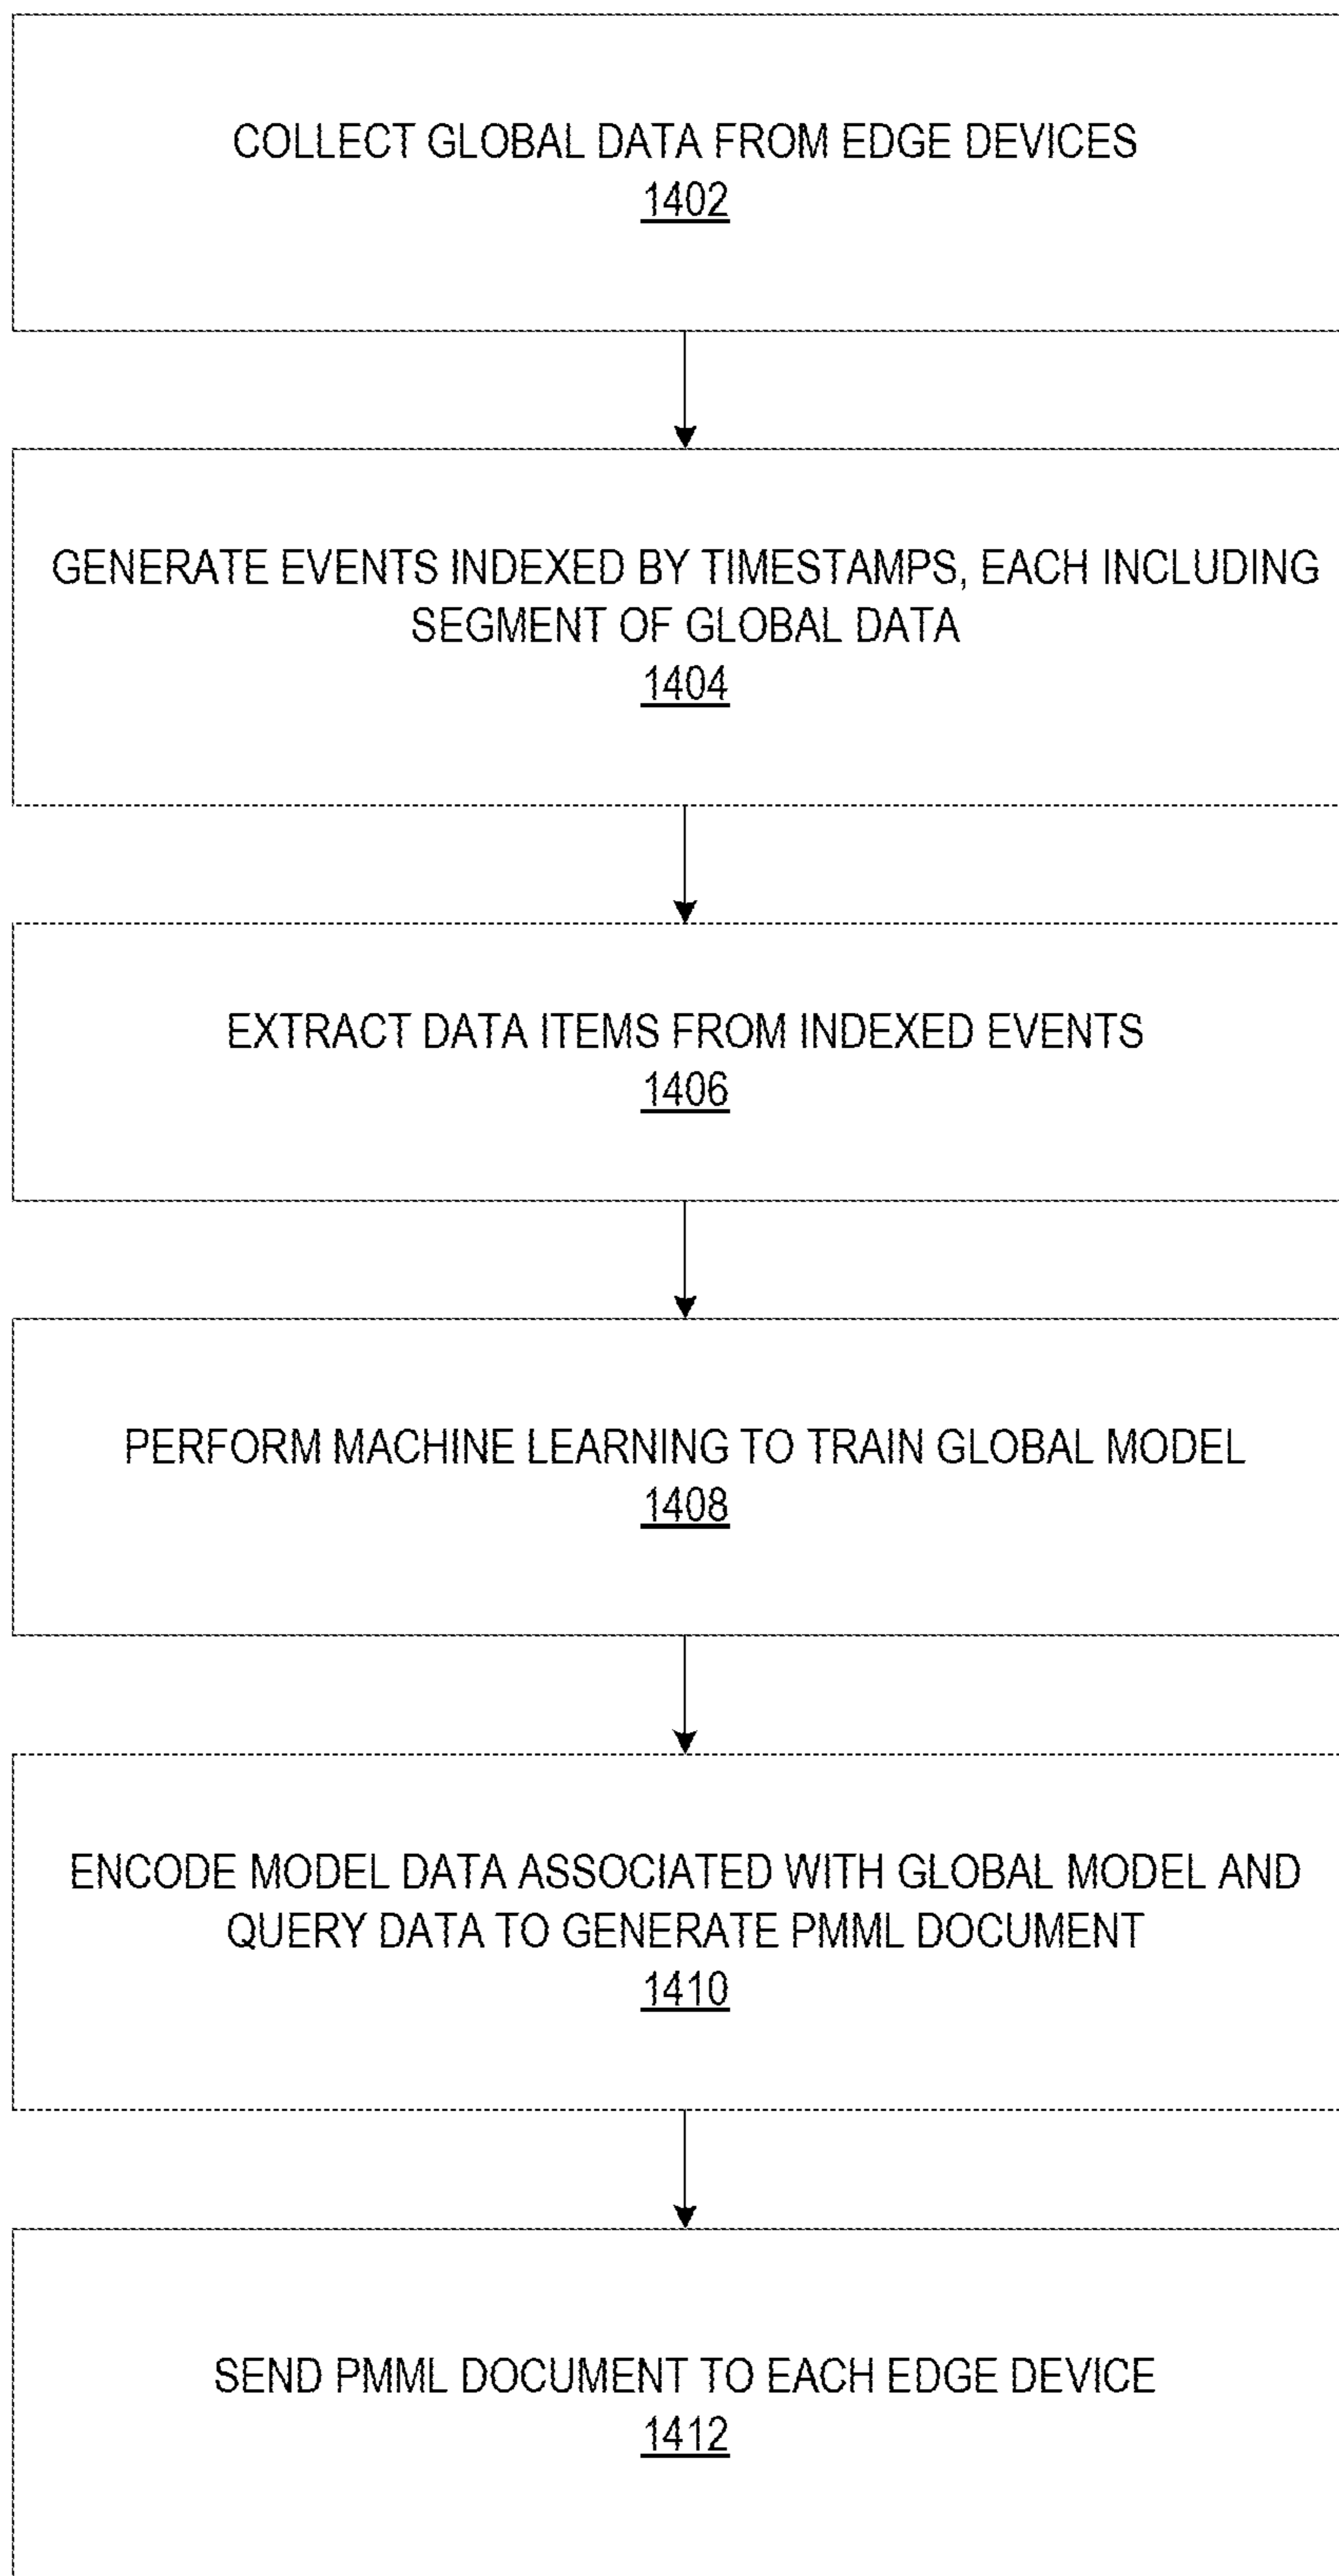 COLLECT GLOBAL DATA FROM EDGE DEVICES
1402
GENERATE EVENTS INDEXED BY TIMESTAMPS, EACH INCLUDING
SEGMENT OF GLOBAL DATA
1404
EXTRACT DATA ITEMS FROM INDEXED EVENTS
1406
PERFORM MACHINE LEARNING TO TRAIN GLOBAL MODEL
1408
ENCODE MODEL DATA ASSOCIATED WITH GLOBAL MODEL AND
QUERY DATA TO GENERATE PMML DOCUMENT
1410
SEND PMML DOCUMENT TO EACH EDGE DEVICE
1412